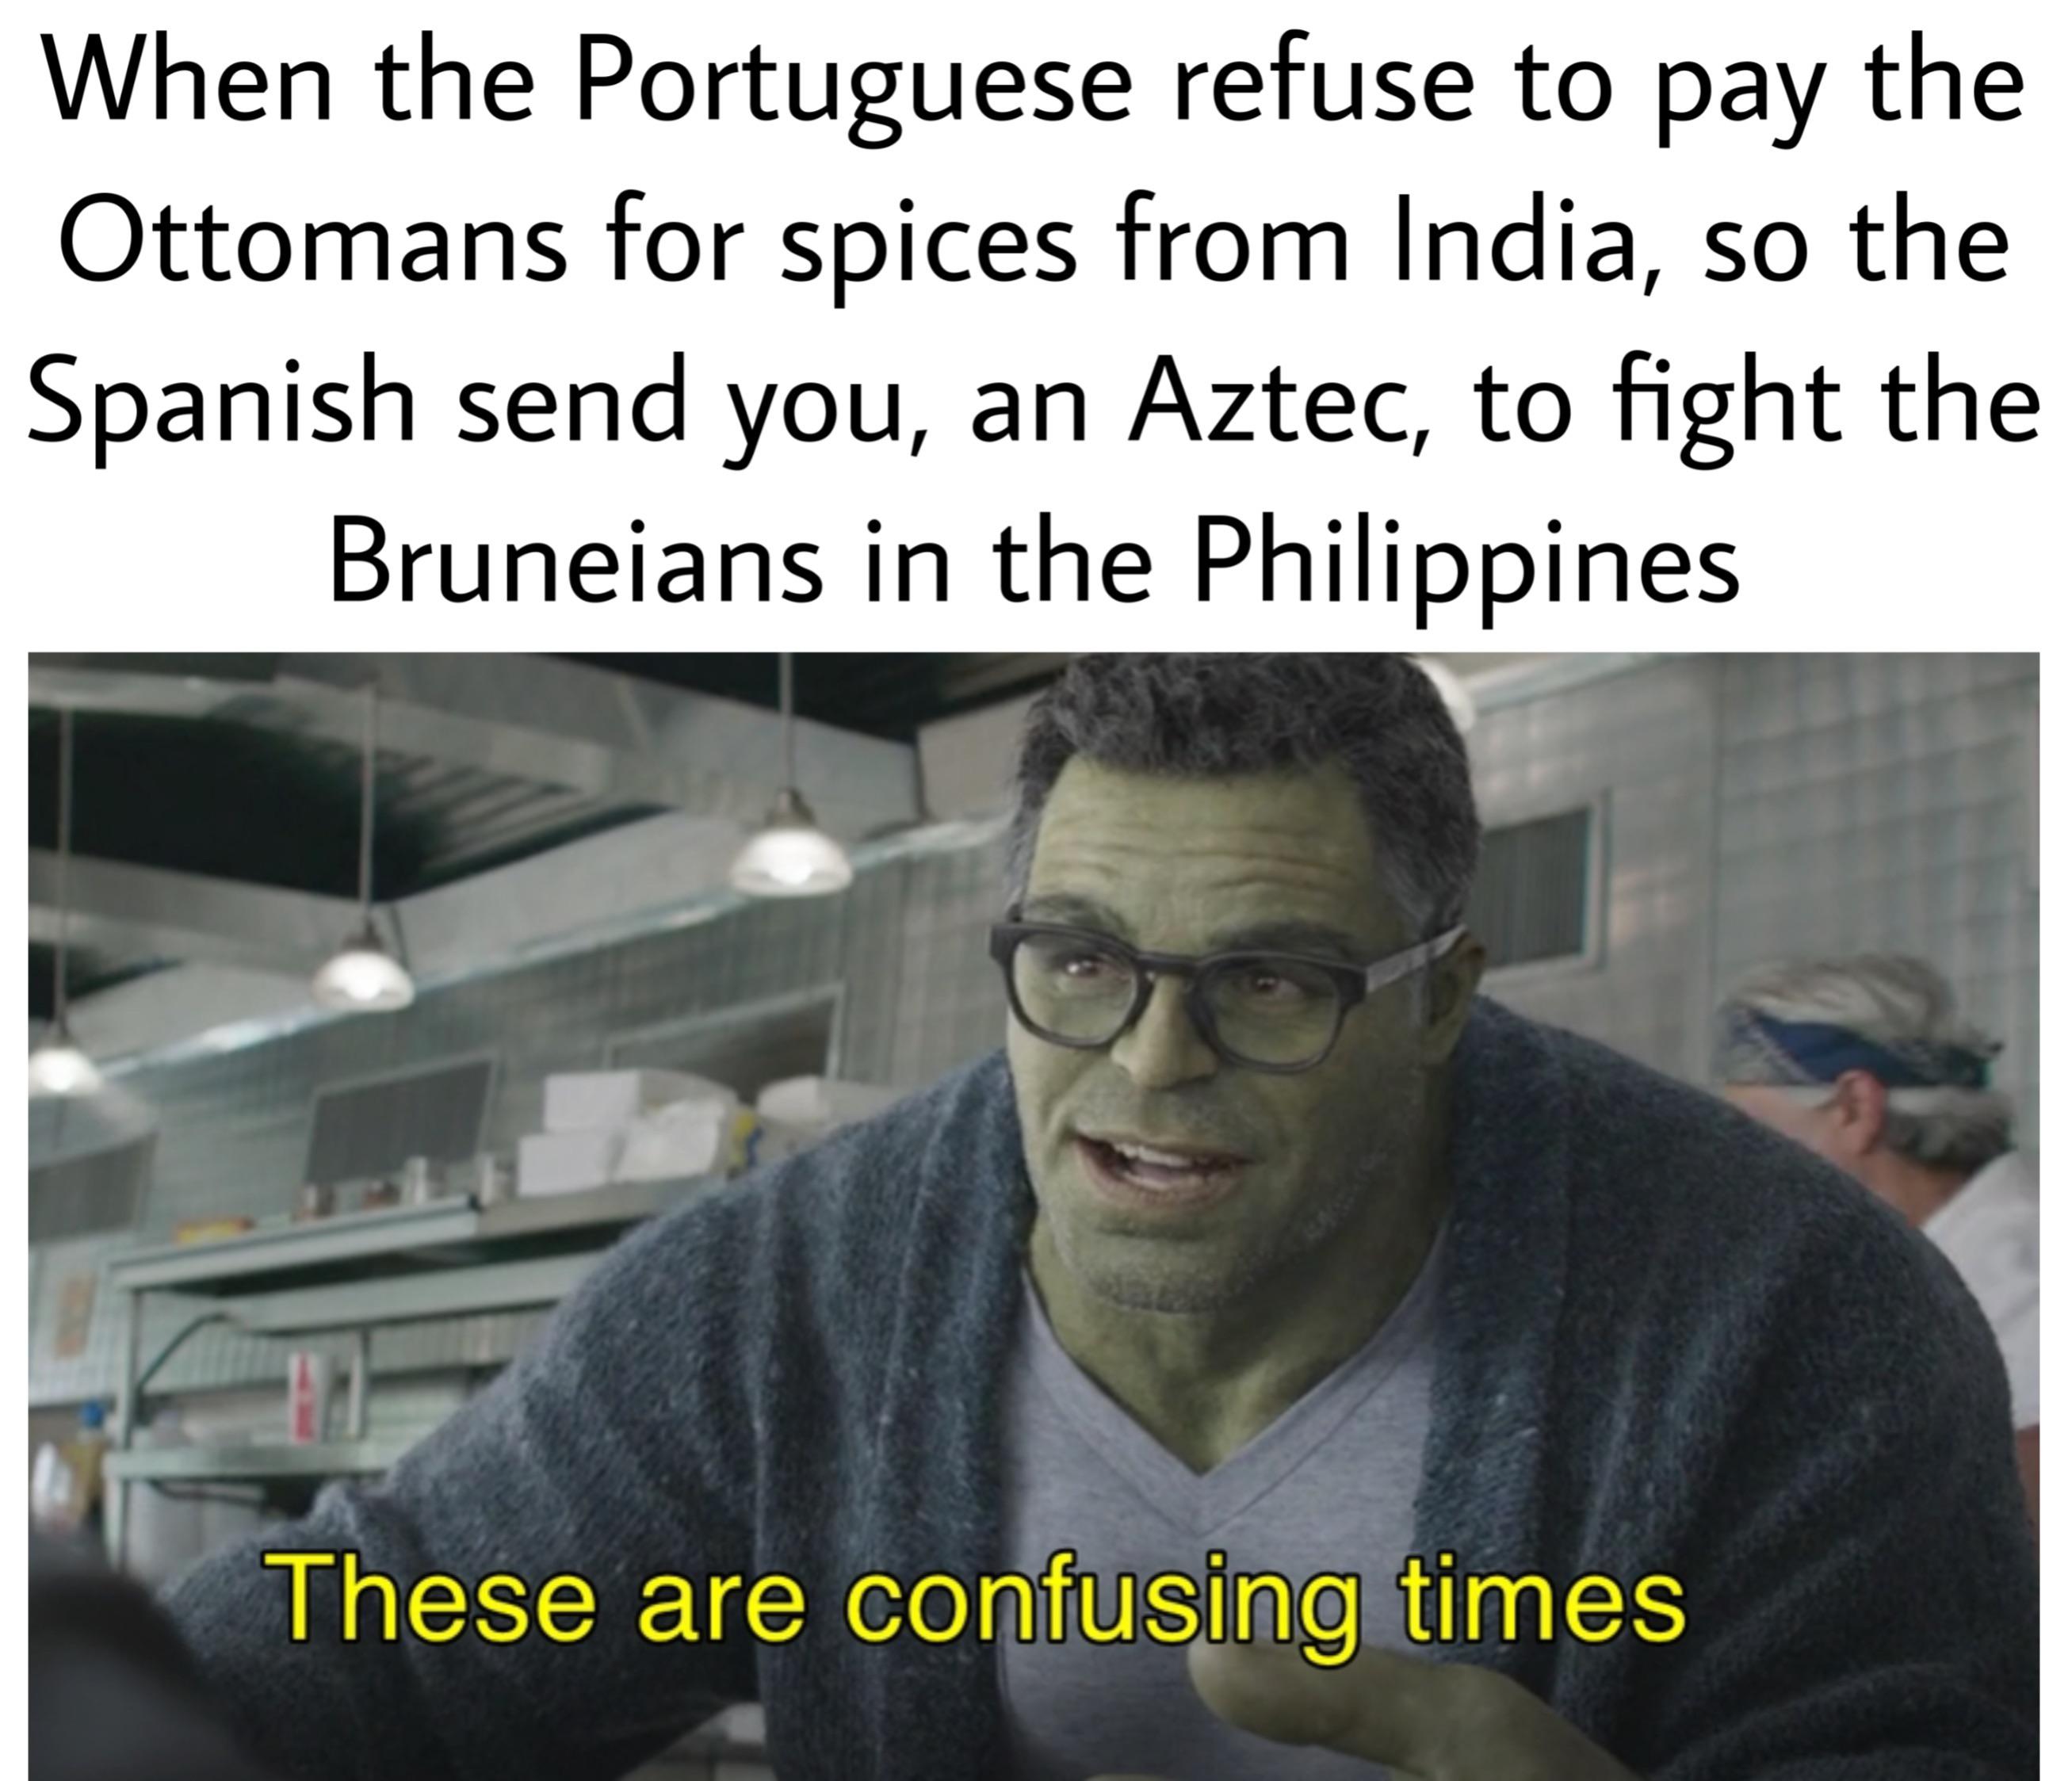 When the Portuguese refuse to pay the
Ottomans for spices from India, so the
Spanish send you, an Aztec, to fight the
Bruneians in the Philippines
These are confusing times